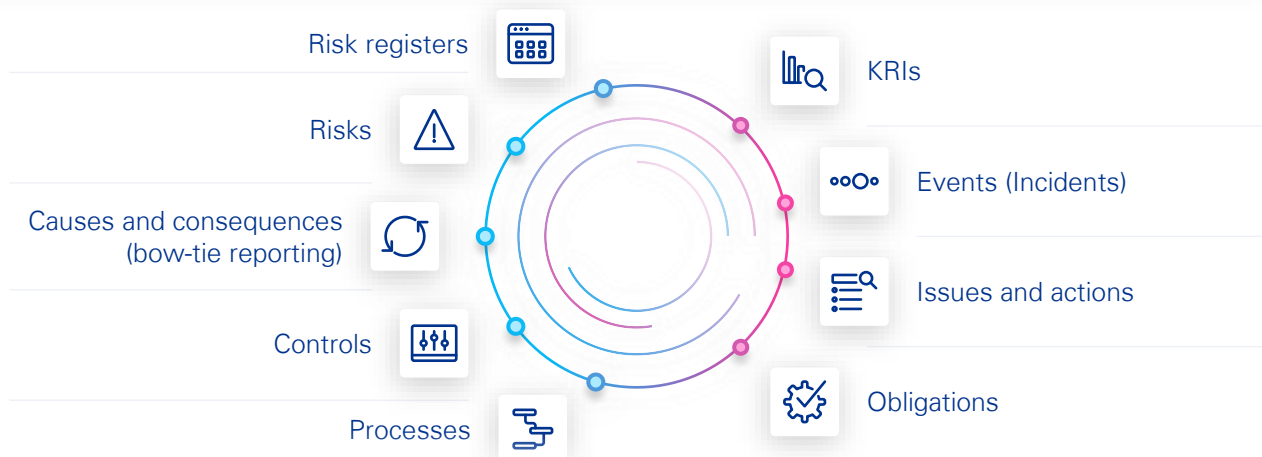 Risk registers
Risks
Causes and consequences
(bow-tie reporting)
Controls
Processes
KRIs
Events (Incidents)
Issues and actions
Obligations